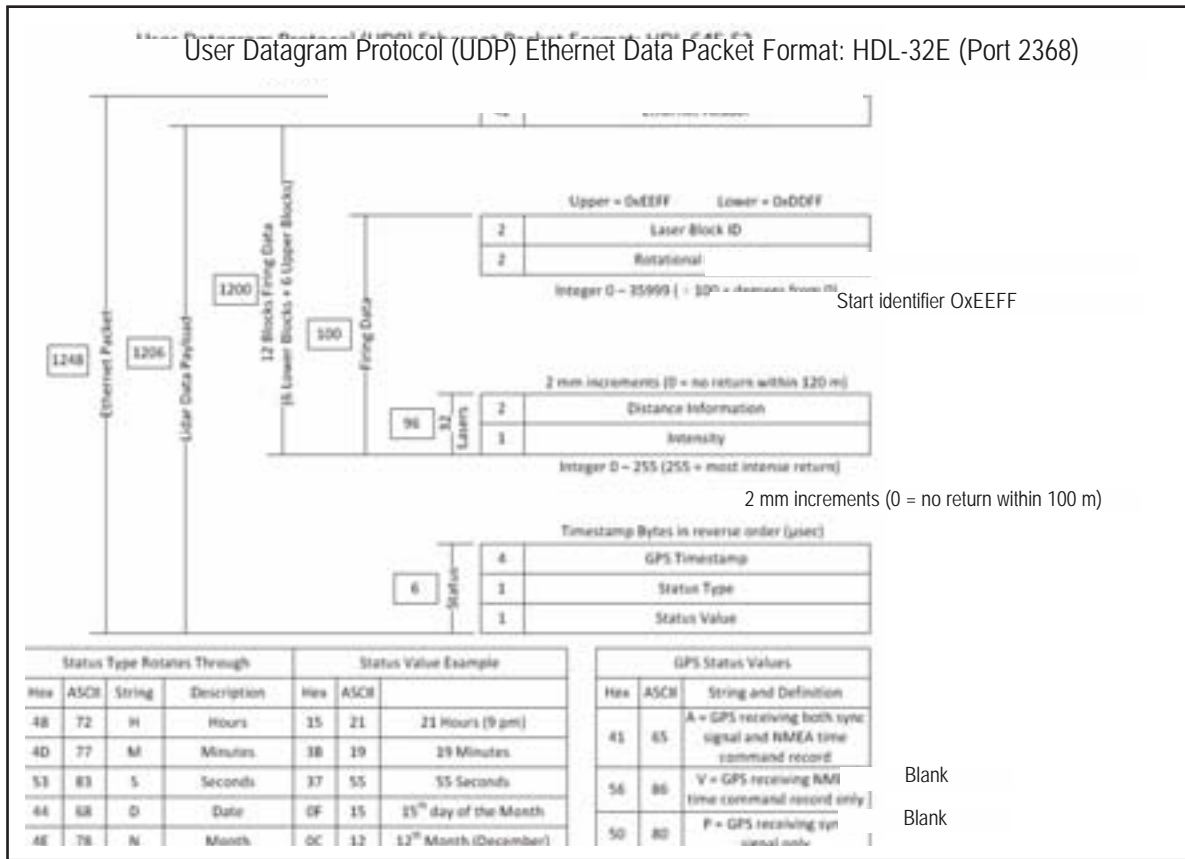 User Datagram Protocol (UDP) Ethernet Data Packet Format: HDL-32E (Port 2368)
Upper = 0xEEFF Lower = 0xDDFF
2 Laser Block ID
2 Rotational
Integer 0 – 35999
Start identifier OxEEFF
1248
Ethernet Packet
1206
Lidar Data Payload
1200
12 Blocks Firing Data
(6 Lower Blocks + 6 Upper Blocks)
100
Firing Data
2 mm increments (0 = no return within 120 m)
96
32
Lasers
2 Distance Information
1 Intensity
Integer 0 – 255 (255 = most intense return)
2 mm increments (0 = no return within 100 m)
Timestamp Bytes in reverse order (µsec)
6
Status
4 GPS Timestamp
1 Status Type
1 Status Value
Status Type Rotates Through Status Value Example GPS Status Values
Hex ASCII String Description Hex ASCII Hex ASCII String and Definition
48 72 H Hours 15 21 21 Hours (9 pm)
4D 77 M Minutes 3B 19 19 Minutes
53 83 S Seconds 37 55 55 Seconds
44 68 D Date 0F 15 15th day of the Month
4E 78 N Month 0C 12 12th Month (December)
41 65 A = GPS receiving both sync
signal and NMEA time
command record
56 86 V = GPS receiving
time command record only
Blank
50 80 P = GPS receiving
signal only
Blank